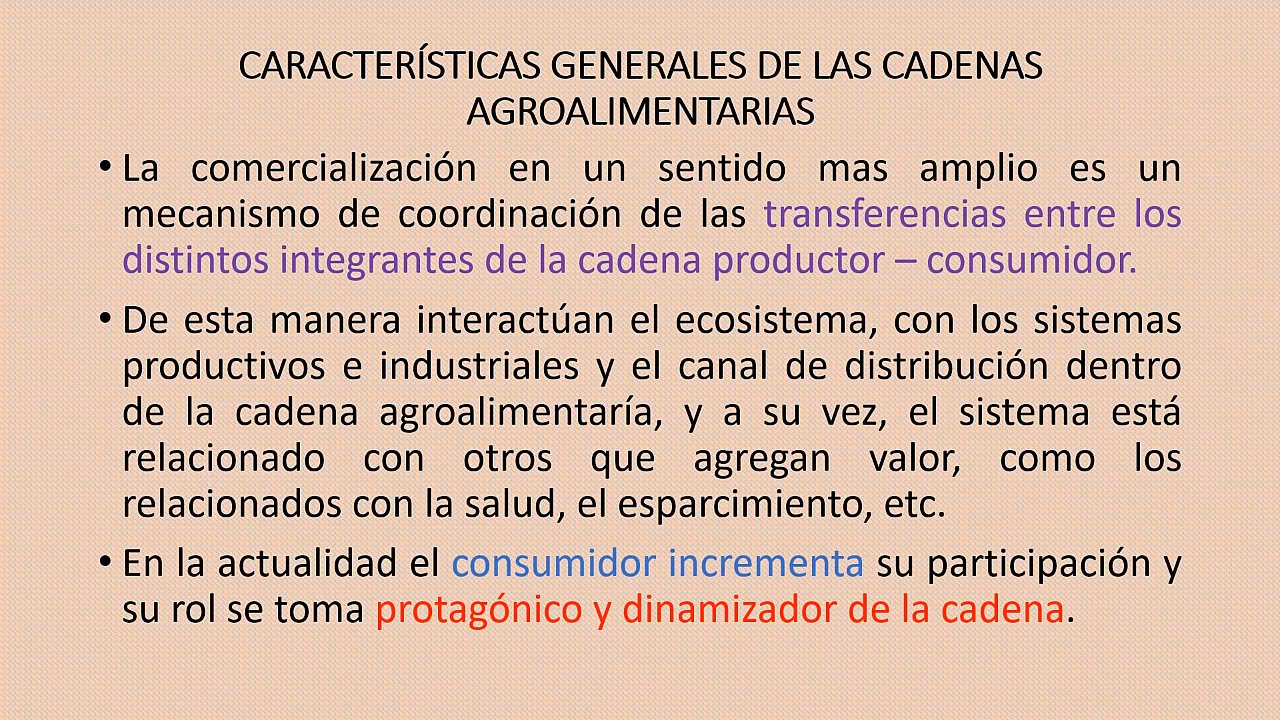 CARACTERÍSTICAS GENERALES DE LAS CADENAS
AGROALIMENTARIAS
• La comercialización en un sentido mas amplio es un
mecanismo de coordinación de las transferencias entre los
distintos integrantes de la cadena productor – consumidor.
• De esta manera interactúan el ecosistema, con los sistemas
productivos e industriales y el canal de distribución dentro
de la cadena agroalimentaría, y a su vez, el sistema está
relacionado con otros que agregan valor, como los
relacionados con la salud, el esparcimiento, etc.
• En la actualidad el consumidor incrementa su participación y
su rol se toma protagónico y dinamizador de la cadena.